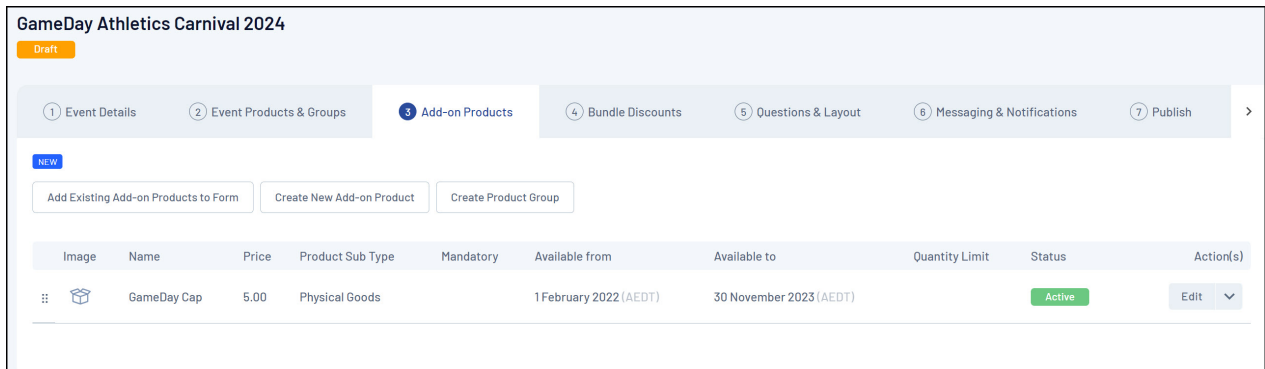 GameDay Athletics Carnival 2024
Draft
1 Event Details 2 Event Products & Groups 3 Add-on Products 4 Bundle Discounts 5 Questions & Layout 6 Messaging & Notifications 7 Publish
NEW
Add Existing Add-on Products to Form Create New Add-on Product Create Product Group
Image Name Price Product Sub Type Mandatory Available from Available to Quantity Limit Status Action(s)
GameDay Cap 5.00 Physical Goods 1 February 2022 (AEDT) 30 November 2023 (AEDT) Active Edit